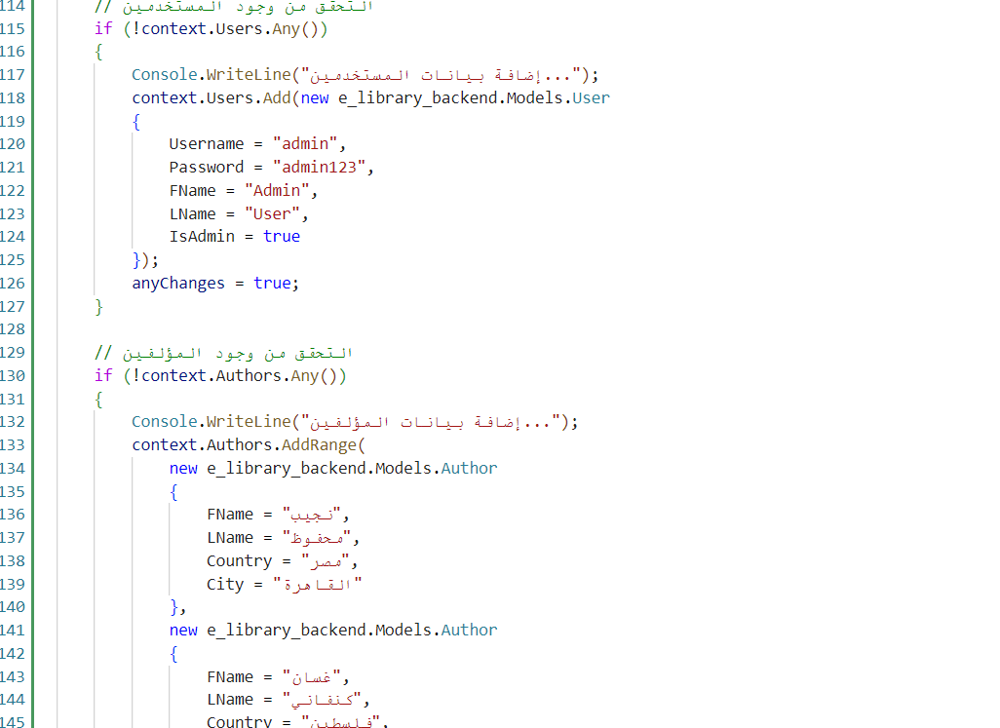 114 // التحقق من وجود المستخدمين
115 if (!context.Users.Any())
116 {
117 Console.WriteLine("إضافة بيانات المستخدمين...");
118 context.Users.Add(new e_library_backend.Models.User
119 {
120 Username = "admin",
121 Password = "admin123",
122 FName = "Admin",
123 LName = "User",
124 IsAdmin = true
125 });
126 anyChanges = true;
127 }
128
129 // التحقق من وجود المؤلفين
130 if (!context.Authors.Any())
131 {
132 Console.WriteLine("إضافة بيانات المؤلفين...");
133 context.Authors.AddRange(
134 new e_library_backend.Models.Author
135 {
136 FName = "نجيب",
137 LName = "محفوظ",
138 Country = "مصر",
139 City = "القاهرة"
140 },
141 new e_library_backend.Models.Author
142 {
143 FName = "غسان",
144 LName = "كنفاني",
145 Country = "فلسطين",